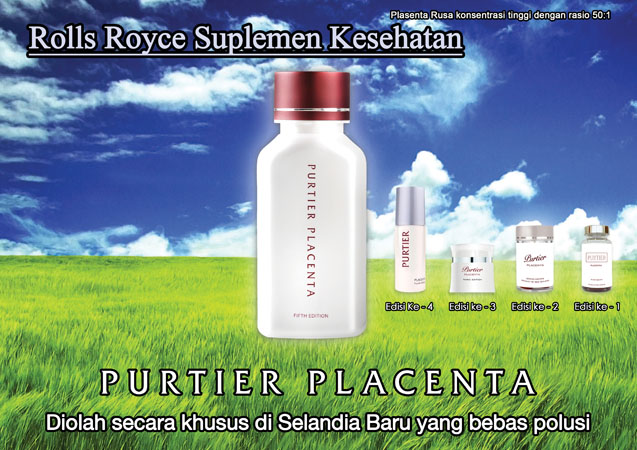 Plasenta Rusa konsentrasi tinggi dengan rasio 50:1
Rolls Royce Suplemen Kesehatan
PURTIER PLACENTA
FIFTH EDITION
PURTIER
Purtier
PLACENTA
Purtier
PLACENTA
PURTIER
Edisi Ke - 4
Edisi ke - 3
Edisi ke - 2
Edisi ke - 1
PURTIER PLACENTA
Diolah secara khusus di Selandia Baru yang bebas polusi